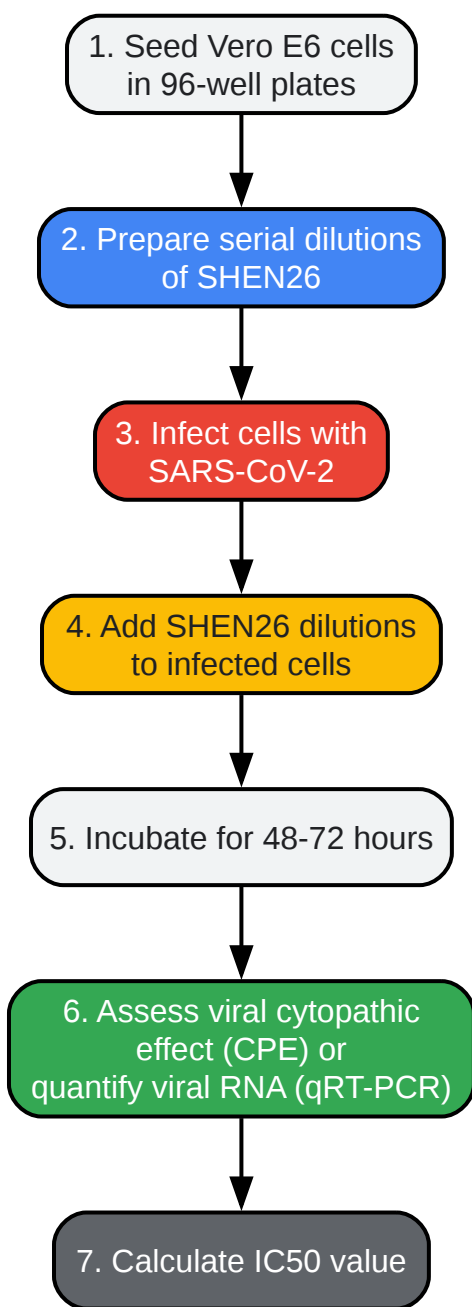 1. Seed Vero E6 cells
in 96-well plates
2. Prepare serial dilutions
of SHEN26
3. Infect cells with
SARS-CoV-2
4. Add SHEN26 dilutions
to infected cells
5. Incubate for 48-72 hours
6. Assess viral cytopathic
effect (CPE) or
quantify viral RNA (qRT-PCR)
7. Calculate IC50 value